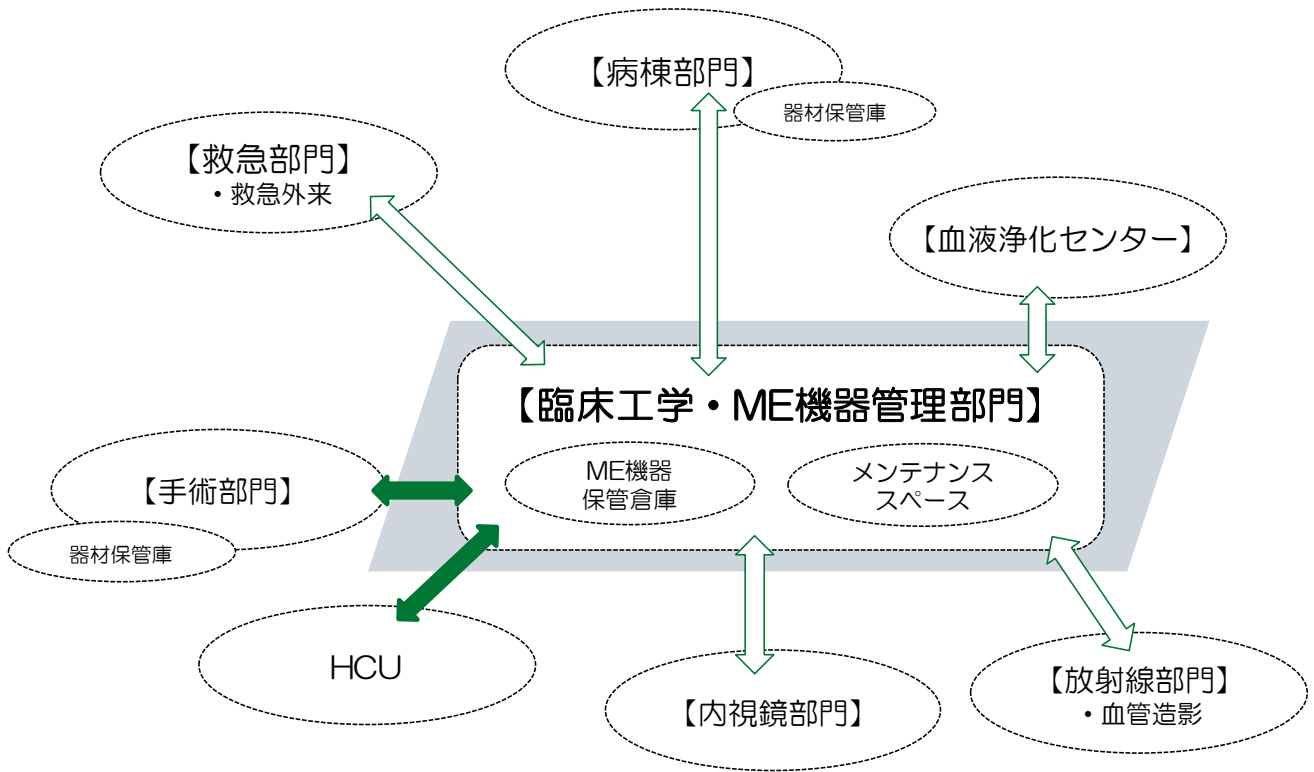 【病棟部門】
器材保管庫
【救急部門】
・救急外来
【血液浄化センター】
【臨床工学・ME機器管理部門】
ME機器
保管倉庫
メンテナンス
スペース
【手術部門】
器材保管庫
HCU
【内視鏡部門】
【放射線部門】
・血管造影